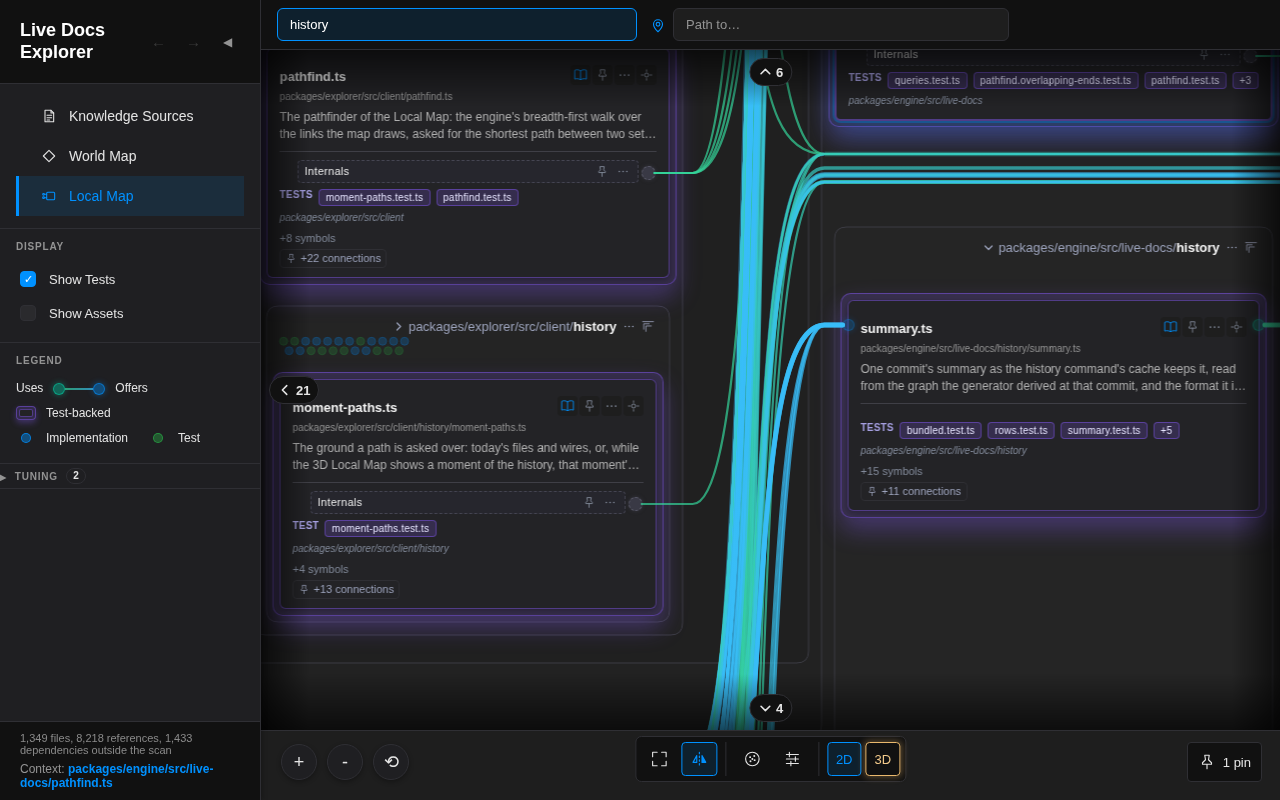 Live Docs
Explorer
history
Path to…
Knowledge Sources
World Map
Local Map
DISPLAY
Show Tests
Show Assets
LEGEND
Uses
Offers
Test-backed
Implementation
Test
TUNING
2
1,349 files, 8,218 references, 1,433
dependencies outside the scan
Context: packages/engine/src/live-
docs/pathfind.ts
pathfind.ts
packages/explorer/src/client/pathfind.ts
The pathfinder of the Local Map: the engine's breadth-first walk over
the links the map draws, asked for the shortest path between two set…
Internals
TESTS moment-paths.test.ts pathfind.test.ts
packages/explorer/src/client
+8 symbols
+22 connections
packages/explorer/src/client/history
21
moment-paths.ts
packages/explorer/src/client/history/moment-paths.ts
The ground a path is asked over: today's files and wires, or, while
the 3D Local Map shows a moment of the history, that moment'…
Internals
TEST moment-paths.test.ts
packages/explorer/src/client/history
+4 symbols
+13 connections
6
4
Internals
TESTS queries.test.ts pathfind.overlapping-ends.test.ts pathfind.test.ts +3
packages/engine/src/live-docs
packages/engine/src/live-docs/history
summary.ts
packages/engine/src/live-docs/history/summary.ts
One commit's summary as the history command's cache keeps it, read
from the graph the generator derived at that commit, and the format it i…
TESTS bundled.test.ts rows.test.ts summary.test.ts +5
packages/engine/src/live-docs/history
+15 symbols
+11 connections
+
-
2D
3D
1 pin